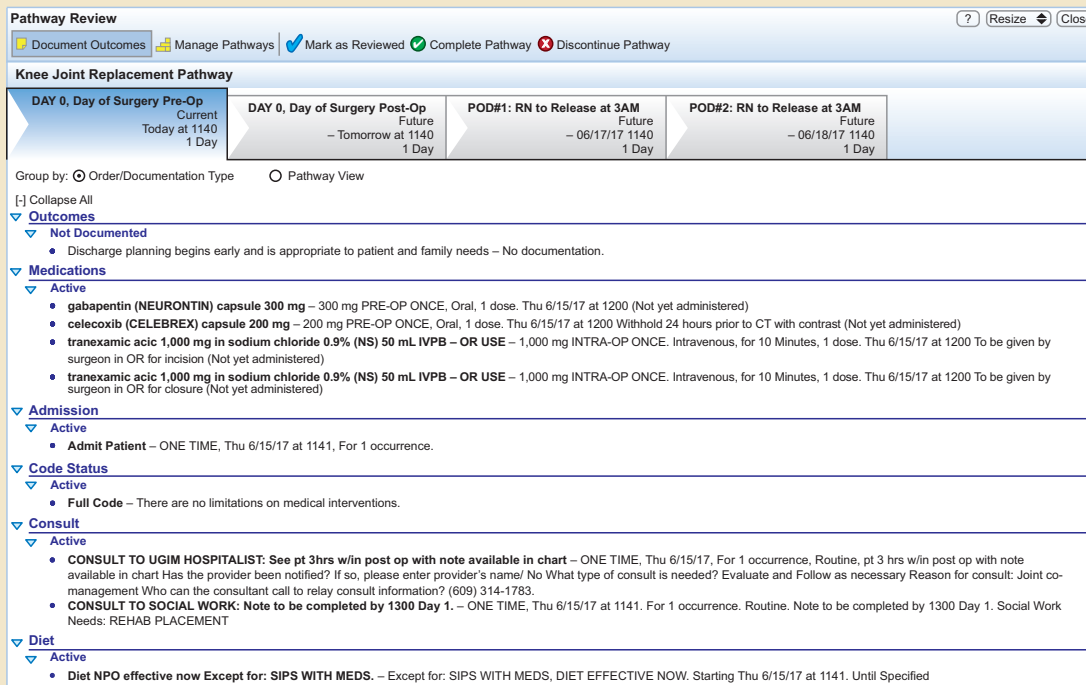 Pathway Review
? Resize
Document Outcomes Manage Pathways Mark as Reviewed Complete Pathway Discontinue Pathway
Knee Joint Replacement Pathway
DAY 0, Day of Surgery Pre-Op
Current
Today at 1140
1 Day
DAY 0, Day of Surgery Post-Op
Future
– Tomorrow at 1140
1 Day
POD#1: RN to Release at 3AM
Future
– 06/17/17 1140
1 Day
POD#2: RN to Release at 3AM
Future
– 06/18/17 1140
1 Day
Group by: Order/Documentation Type Pathway View
[-] Collapse All
Outcomes
Not Documented
• Discharge planning begins early and is appropriate to patient and family needs – No documentation.
Medications
Active
• gabapentin (NEURONTIN) capsule 300 mg – 300 mg PRE-OP ONCE, Oral, 1 dose. Thu 6/15/17 at 1200 (Not yet administered)
• celecoxib (CELEBREX) capsule 200 mg – 200 mg PRE-OP ONCE, Oral, 1 dose. Thu 6/15/17 at 1200 Withhold 24 hours prior to CT with contrast (Not yet administered)
• tranexamic acic 1,000 mg in sodium chloride 0.9% (NS) 50 mL IVPB – OR USE – 1,000 mg INTRA-OP ONCE. Intravenous, for 10 Minutes, 1 dose. Thu 6/15/17 at 1200 To be given by
surgeon in OR for incision (Not yet administered)
• tranexamic acic 1,000 mg in sodium chloride 0.9% (NS) 50 mL IVPB – OR USE – 1,000 mg INTRA-OP ONCE. Intravenous, for 10 Minutes, 1 dose. Thu 6/15/17 at 1200 To be given by
surgeon in OR for closure (Not yet administered)
Admission
Active
• Admit Patient – ONE TIME, Thu 6/15/17 at 1141, For 1 occurrence.
Code Status
Active
• Full Code – There are no limitations on medical interventions.
Consult
Active
• CONSULT TO UGIM HOSPITALIST: See pt 3hrs w/in post op with note available in chart – ONE TIME, Thu 6/15/17, For 1 occurrence, Routine, pt 3 hrs w/in post op with note
available in chart Has the provider been notified? If so, please enter provider's name/ No What type of consult is needed? Evaluate and Follow as necessary Reason for consult: Joint co-
management Who can the consultant call to relay consult information? (609) 314-1783.
• CONSULT TO SOCIAL WORK: Note to be completed by 1300 Day 1. – ONE TIME, Thu 6/15/17 at 1141. For 1 occurrence. Routine. Note to be completed by 1300 Day 1. Social Work
Needs: REHAB PLACEMENT
Diet
Active
• Diet NPO effective now Except for: SIPS WITH MEDS. – Except for: SIPS WITH MEDS, DIET EFFECTIVE NOW. Starting Thu 6/15/17 at 1141. Until Specified